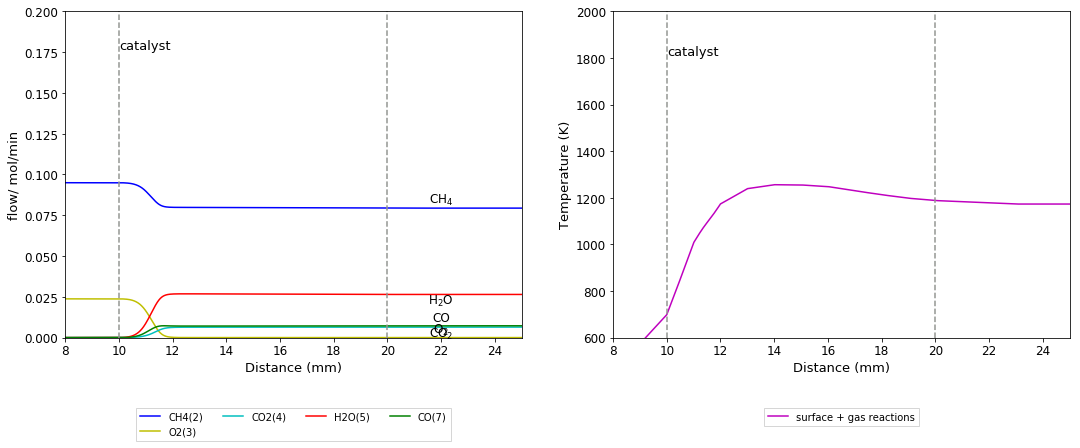 0.200
0.175
0.150
0.125
0.100
0.075
0.050
0.025
0.000
flow/ mol/min
catalyst
CH₄
H₂O
CO
O₂
CO₂
8 10 12 14 16 18 20 22 24
Distance (mm)
CH4(2) CO2(4) H2O(5) CO(7)
O2(3)
2000
1800
1600
1400
1200
1000
800
600
Temperature (K)
catalyst
8 10 12 14 16 18 20 22 24
Distance (mm)
surface + gas reactions